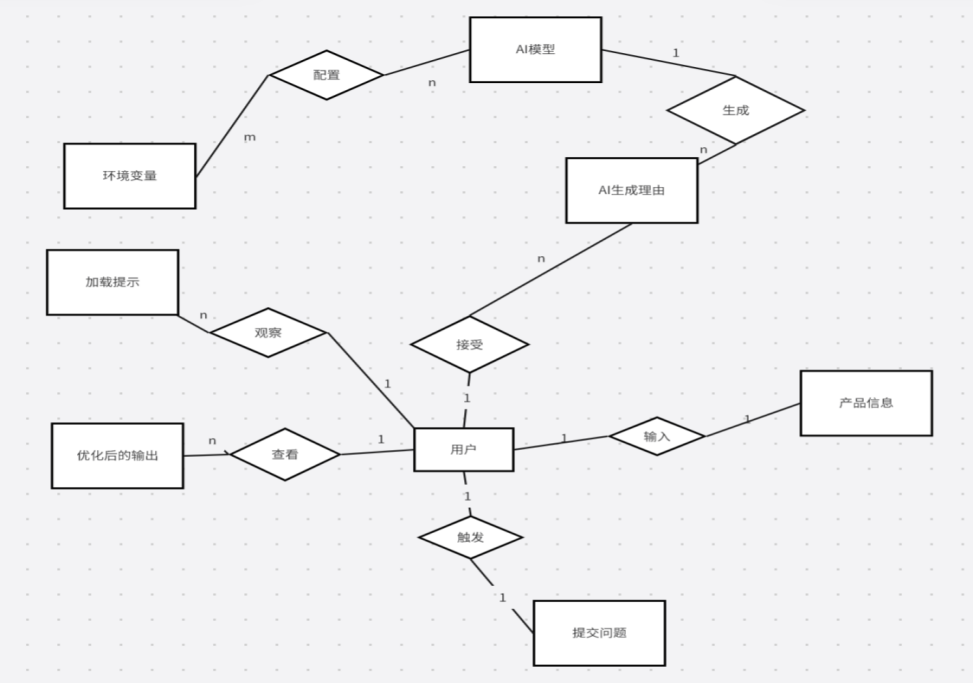 AI模型
1
配置
n
生成
m
n
环境变量
AI生成理由
n
加载提示
n
观察
接受
1
1
产品信息
1
输入
1
n
1
用户
优化后的输出
查看
1
触发
1
提交问题